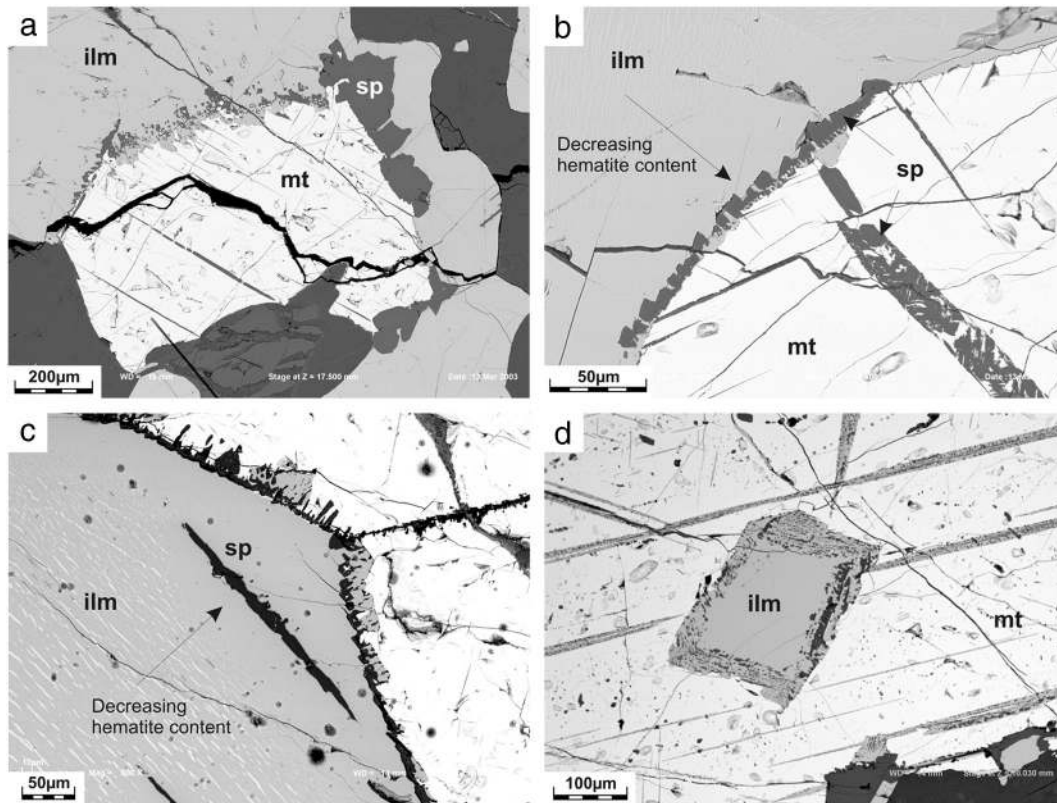 a
ilm
sp
mt
200µm
Stage at Z = 17.500 mm
b
ilm
Decreasing
hematite content
sp
mt
50µm
c
sp
ilm
Decreasing
hematite content
50µm
d
ilm
mt
100µm